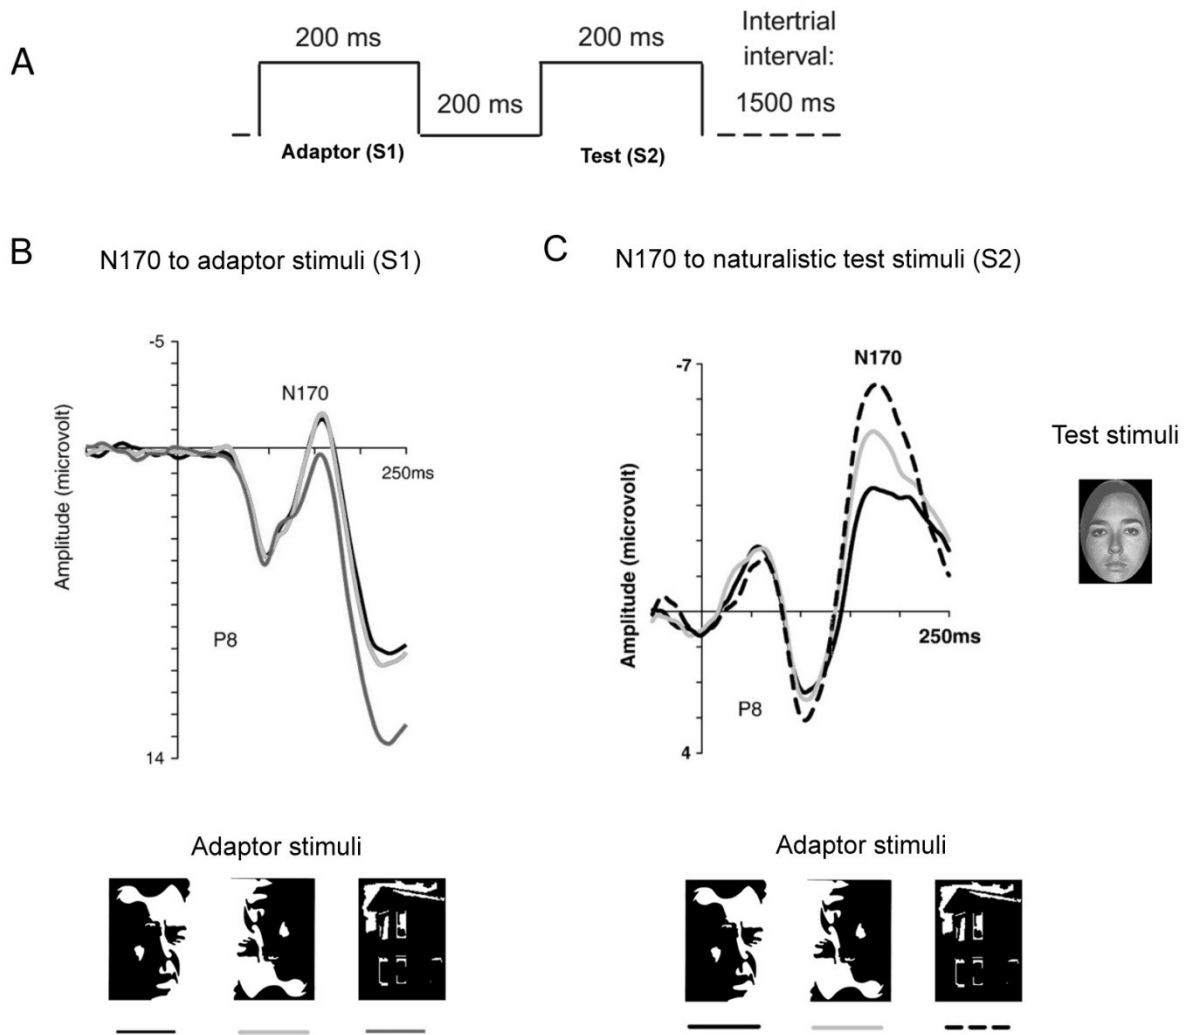 A
200 ms
200 ms
200 ms
Intertrial
interval:
1500 ms
Adaptor (S1)
Test (S2)
B
N170 to adaptor stimuli (S1)
-5
N170
250ms
Amplitude (microvolt)
P8
14
Adaptor stimuli
C
N170 to naturalistic test stimuli (S2)
-7
N170
250ms
Amplitude (microvolt)
P8
4
Test stimuli
Adaptor stimuli